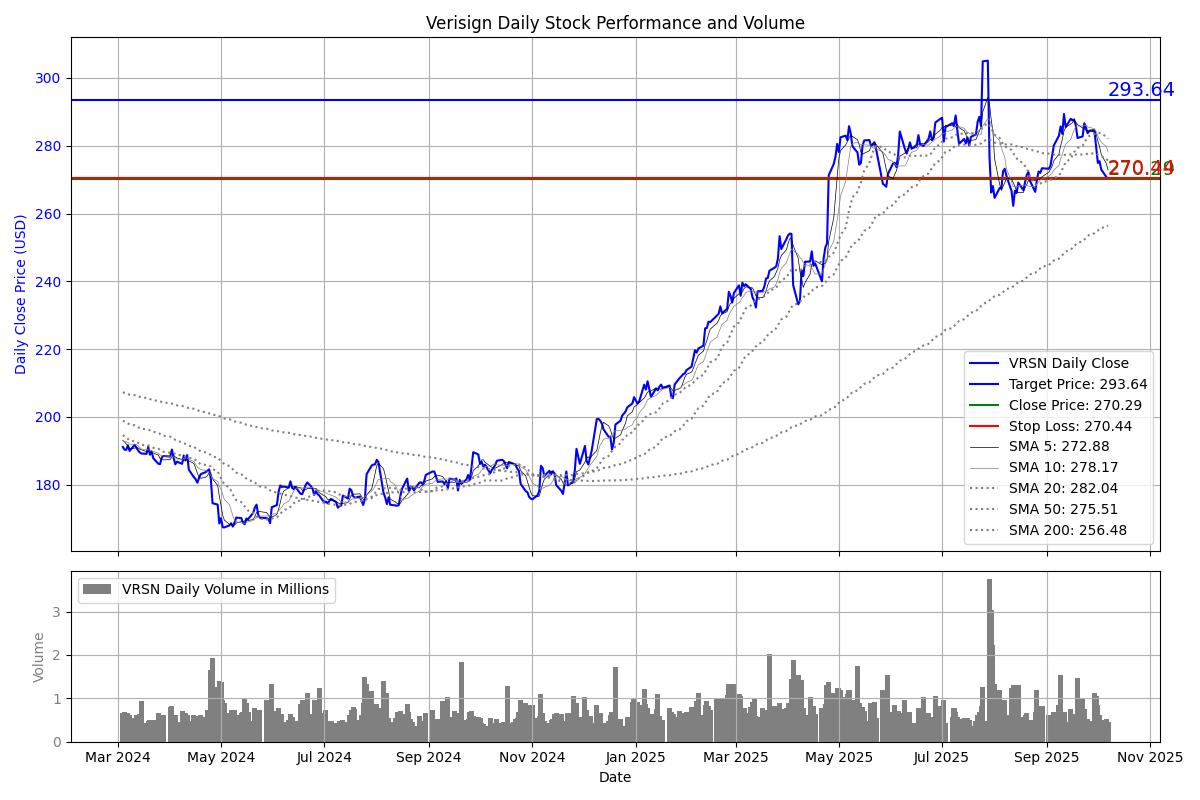 Verisign Daily Stock Performance and Volume
Daily Close Price (USD)
300
280
260
240
220
200
180
293.64
270.44
270.29
VRSN Daily Close
Target Price: 293.64
Close Price: 270.29
Stop Loss: 270.44
SMA 5: 272.88
SMA 10: 278.17
SMA 20: 282.04
SMA 50: 275.51
SMA 200: 256.48
VRSN Daily Volume in Millions
Volume
3
2
1
0
Mar 2024 May 2024 Jul 2024 Sep 2024 Nov 2024 Jan 2025 Mar 2025 May 2025 Jul 2025 Sep 2025 Nov 2025
Date